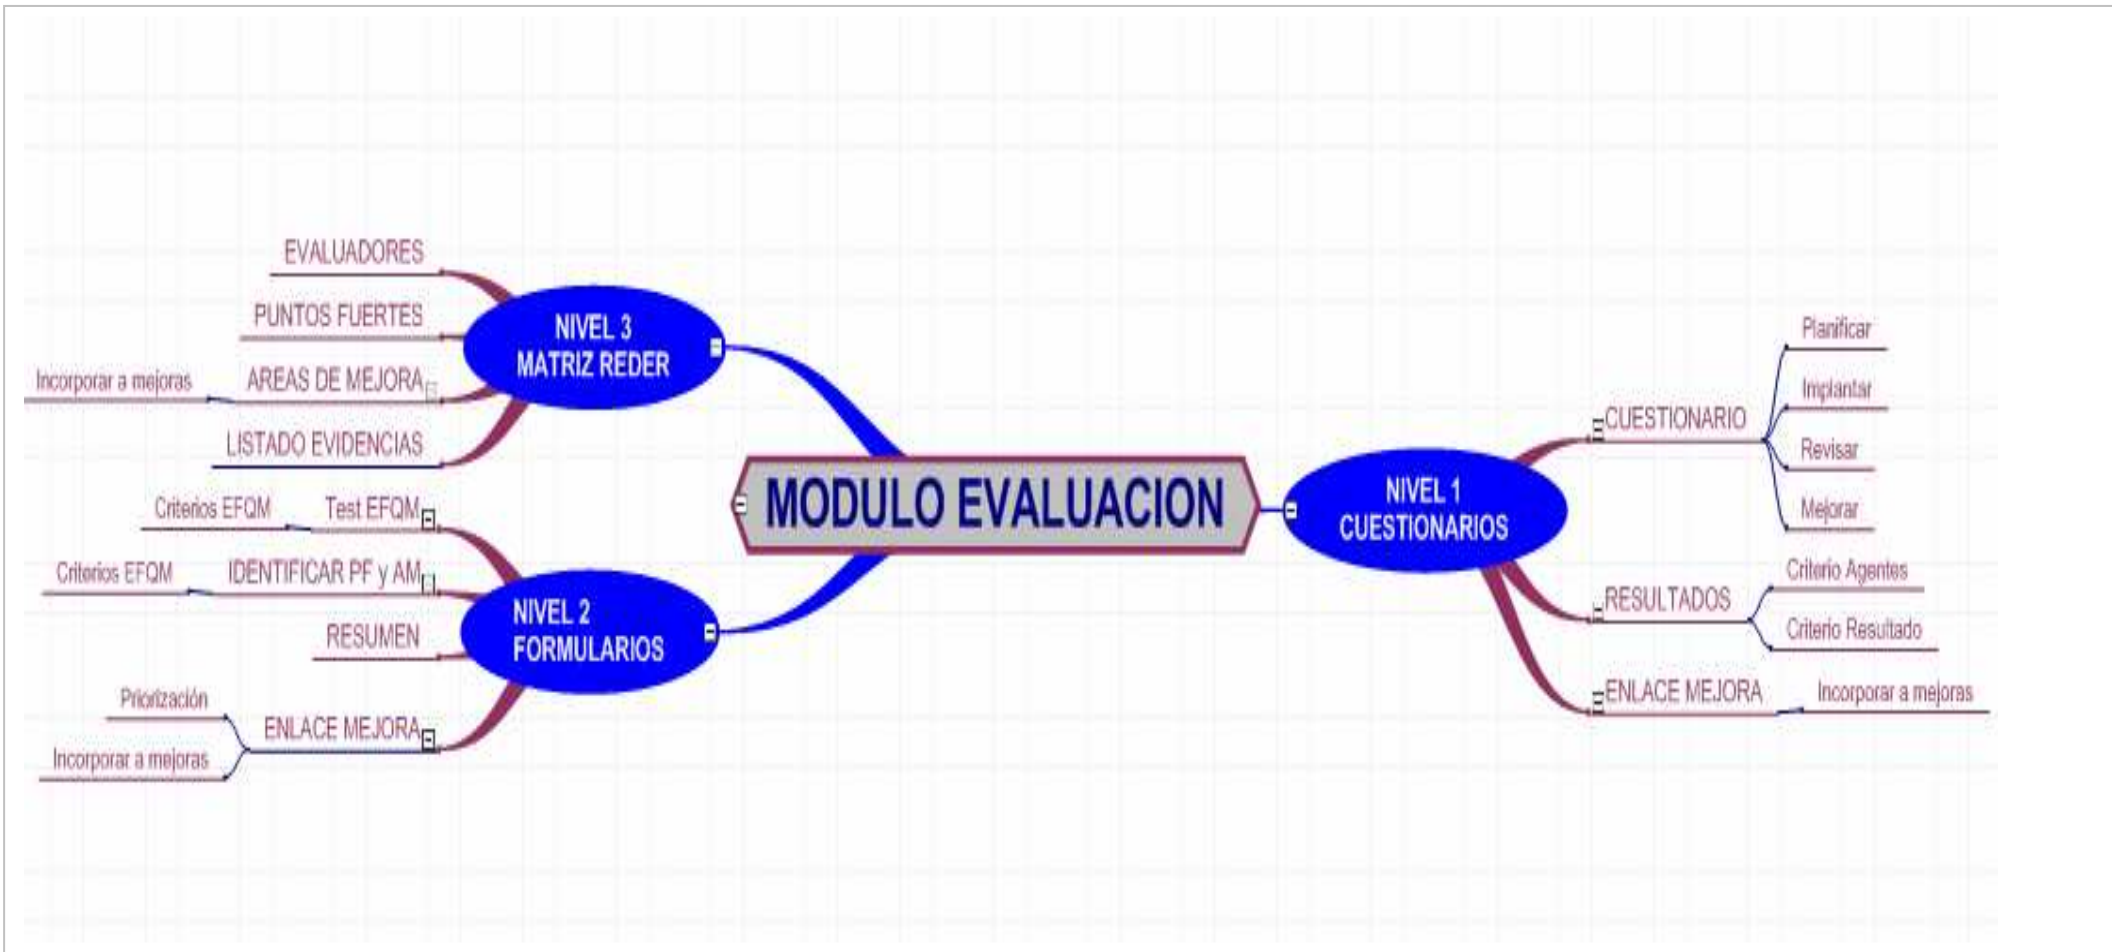 EVALUADORES
PUNTOS FUERTES
AREAS DE MEJORA
Incorporar a mejoras
LISTADO EVIDENCIAS
NIVEL 3
MATRIZ REDER
Test EFQM
Criterios EFQM
IDENTIFICAR PF y AM
Criterios EFQM
RESUMEN
ENLACE MEJORA
Priorización
Incorporar a mejoras
NIVEL 2
FORMULARIOS
MODULO EVALUACION
NIVEL 1
CUESTIONARIOS
CUESTIONARIO
Planificar
Implantar
Revisar
Mejorar
RESULTADOS
Criterio Agentes
Criterio Resultado
ENLACE MEJORA
Incorporar a mejoras